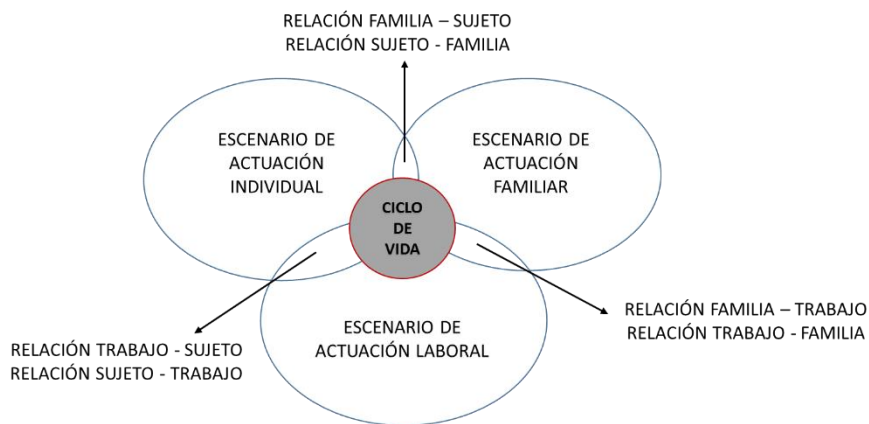 RELACIÓN FAMILIA – SUJETO
RELACIÓN SUJETO - FAMILIA
ESCENARIO DE
ACTUACIÓN
INDIVIDUAL
ESCENARIO DE
ACTUACIÓN
FAMILIAR
CICLO
DE
VIDA
ESCENARIO DE
ACTUACIÓN LABORAL
RELACIÓN FAMILIA – TRABAJO
RELACIÓN TRABAJO - FAMILIA
RELACIÓN TRABAJO - SUJETO
RELACIÓN SUJETO - TRABAJO